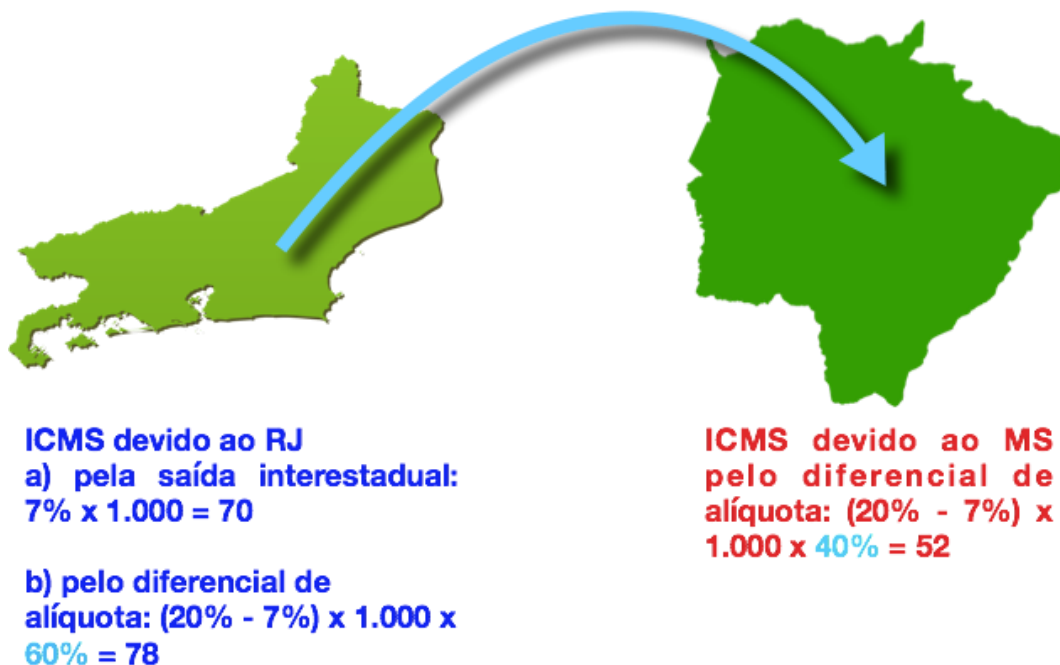 ICMS devido ao RJ
a) pela saída interestadual:
7% x 1.000 = 70
b) pelo diferencial de
alíquota: (20% - 7%) x 1.000 x
60% = 78
ICMS devido ao MS
pelo diferencial de
alíquota: (20% - 7%) x
1.000 x 40% = 52